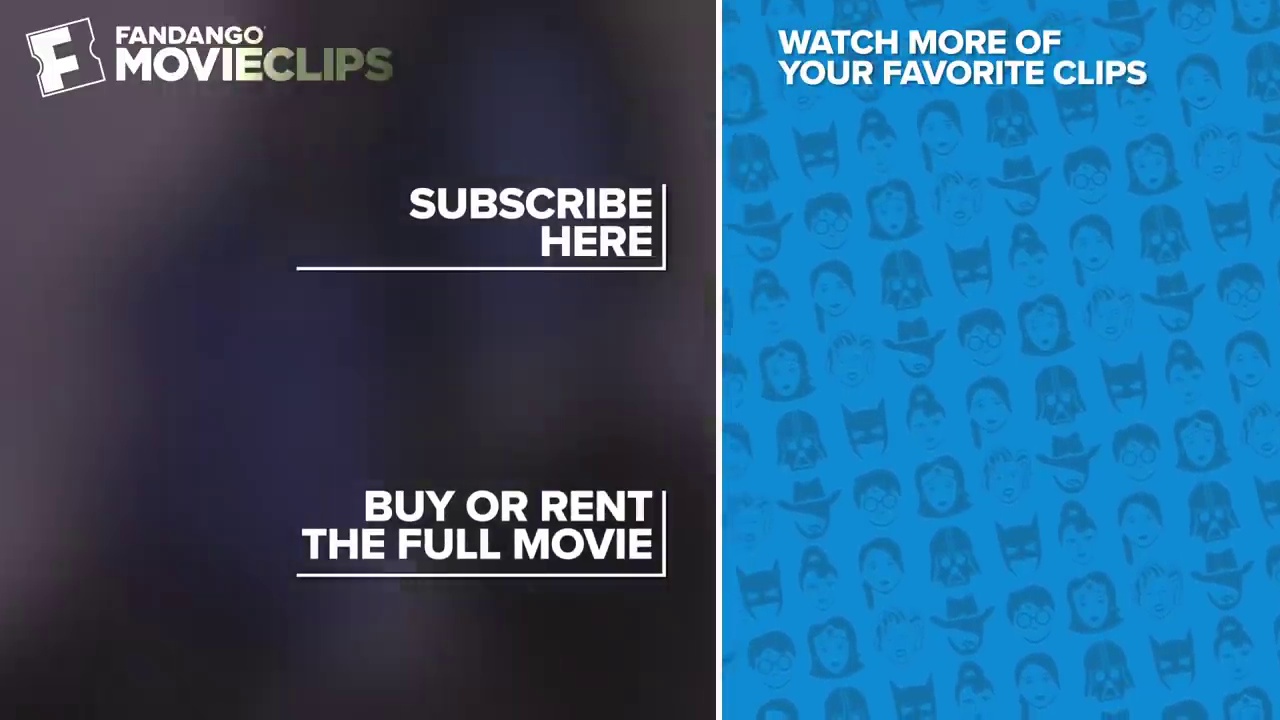 FANDANGO
MOVIECLIPS
SUBSCRIBE
HERE
BUY OR RENT
THE FULL MOVIE
WATCH MORE OF
YOUR FAVORITE CLIPS